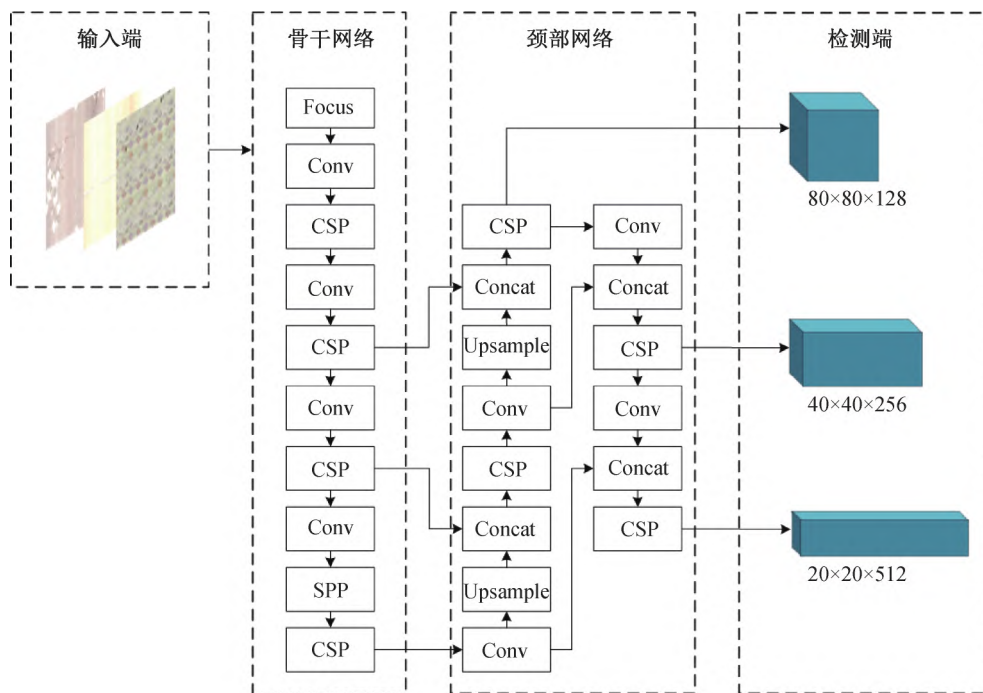 输入端
骨干网络
颈部网络
检测端
Focus
Conv
CSP
Conv
CSP
Conv
CSP
Conv
SPP
CSP
CSP
Concat
Upsample
Conv
CSP
Concat
Upsample
Conv
Conv
Concat
CSP
Conv
Concat
CSP
80×80×128
40×40×256
20×20×512